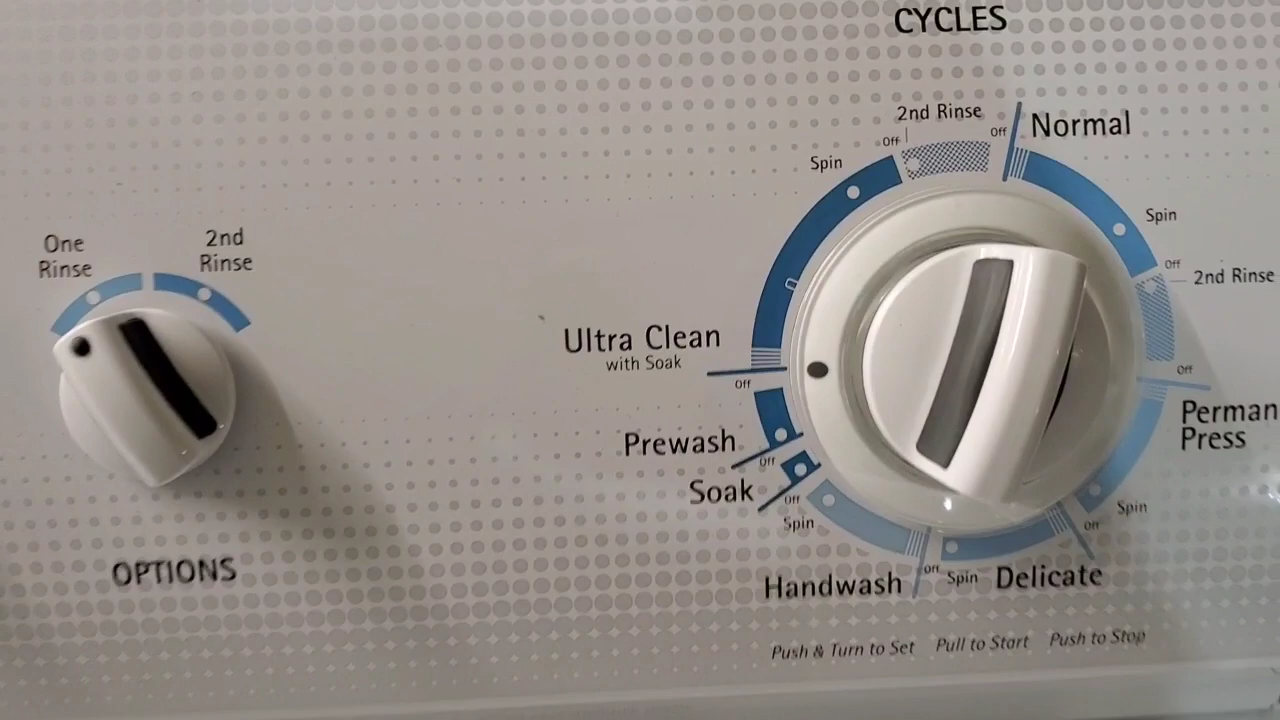 CYCLES
2nd Rinse
Off
Off
Normal
Spin
Spin
Off
2nd Rinse
One
Rinse
2nd
Rinse
Ultra Clean
with Soak
Off
Off
Perman
Press
Prewash
Off
Soak
Off
Spin
Spin
Off
Handwash
Off
Spin
Delicate
OPTIONS
Push & Turn to Set Pull to Start Push to Stop